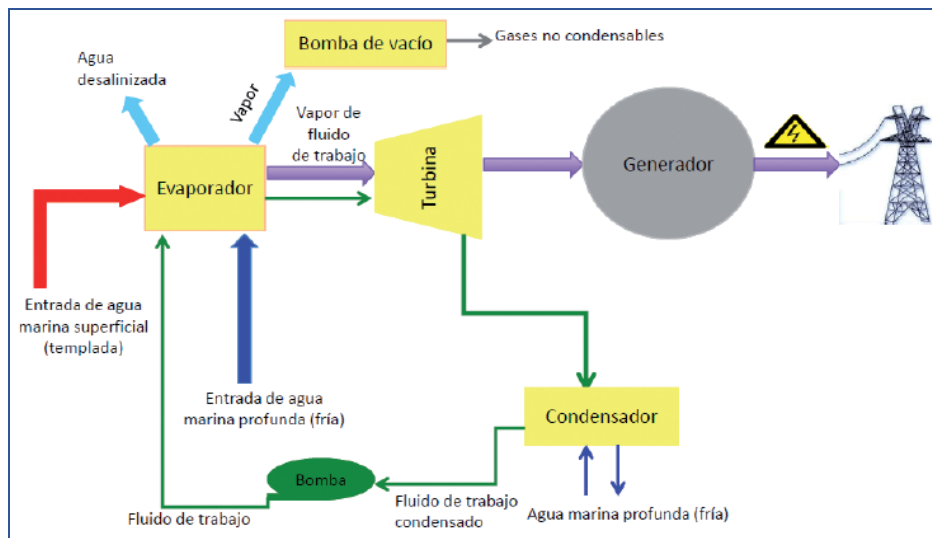 Bomba de vacío
Gases no condensables
Agua
desalinizada
Vapor
Vapor de
fluido
de trabajo
Evaporador
Turbina
Generador
Entrada de agua
marina superficial
(templada)
Entrada de agua
marina profunda (fría)
Condensador
Bomba
Fluido de trabajo
Fluido de trabajo
condensado
Agua marina profunda (fría)